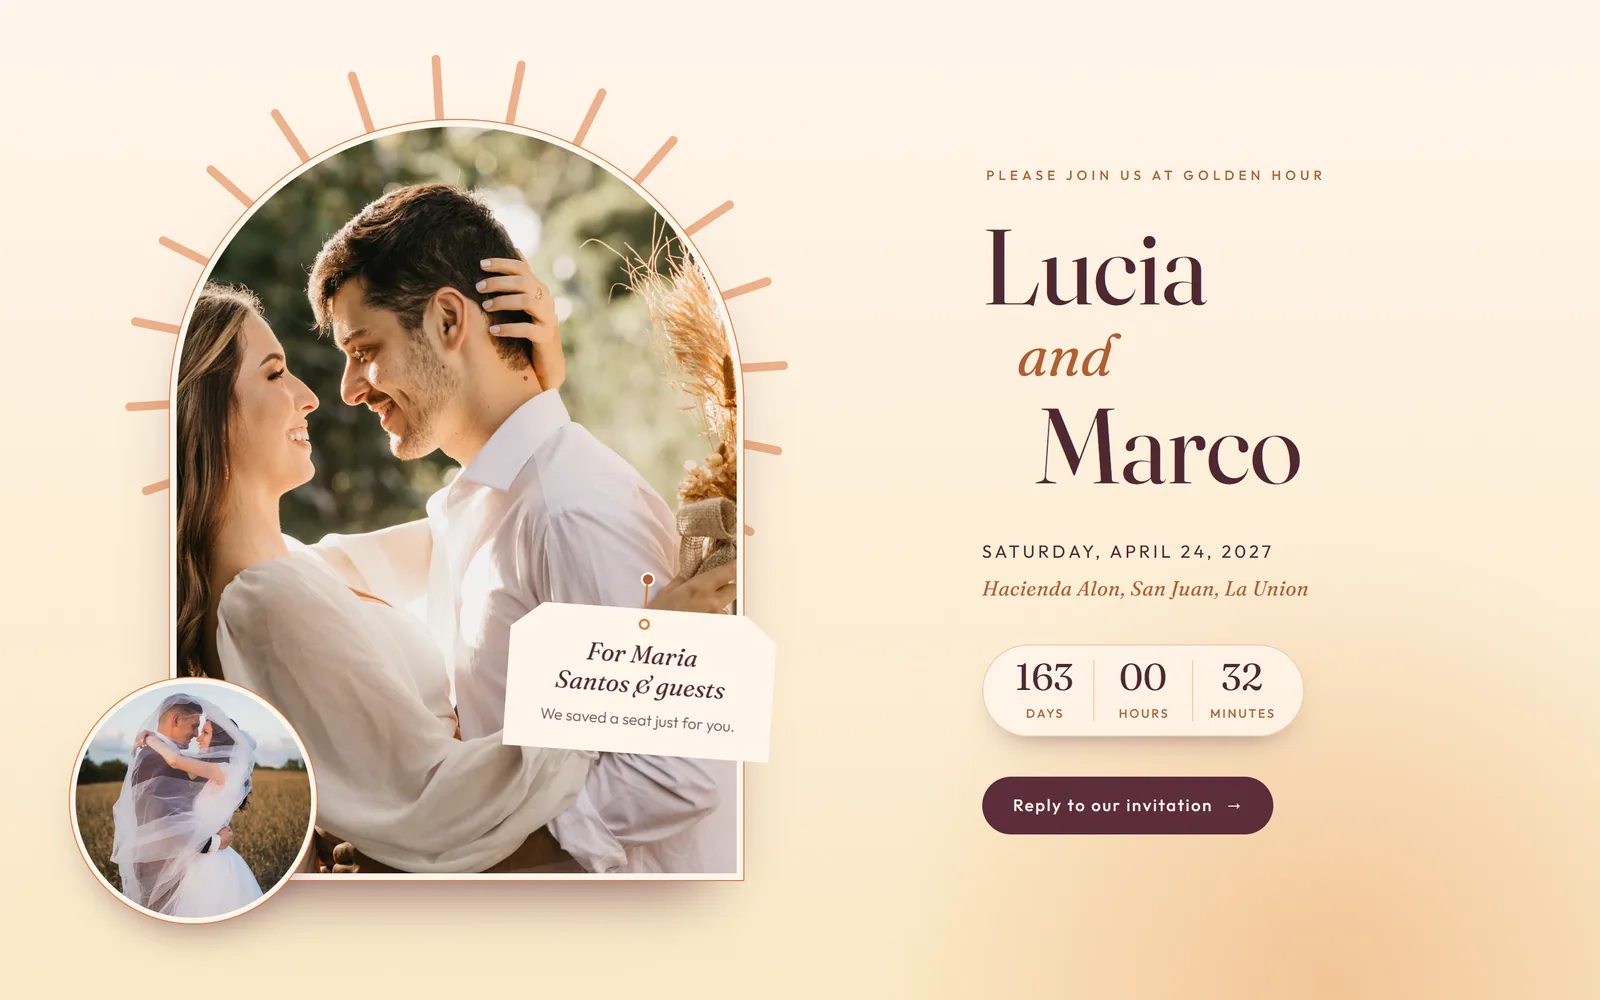 PLEASE JOIN US AT GOLDEN HOUR
Lucia
and
Marco
SATURDAY, APRIL 24, 2027
Hacienda Alon, San Juan, La Union
163 00 32
DAYS HOURS MINUTES
Reply to our invitation →
For Maria
Santos & guests
We saved a seat just for you.